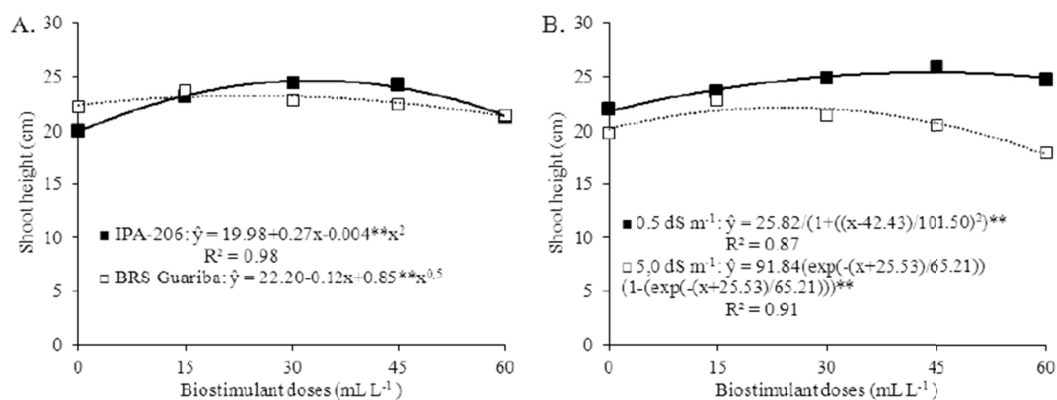 A.
30
25
20
15
10
5
0
Shoot height (cm)
■ IPA-206: ŷ = 19.98+0.27x-0.004**x²
R² = 0.98
□ BRS Guariba: ŷ = 22.20-0.12x+0.85**x⁰·⁵
0 15 30 45 60
Biostimulant doses (mL L⁻¹)
B.
30
25
20
15
10
5
0
Shoot height (cm)
■ 0.5 dS m⁻¹: ŷ = 25.82/(1+((x-42.43)/101.50)²)**
R² = 0.87
□ 5,0 dS m⁻¹: ŷ = 91.84(exp(-(x+25.53)/65.21))
(1-(exp(-(x+25.53)/65.21)))**
R² = 0.91
0 15 30 45 60
Biostimulant doses (mL L⁻¹)